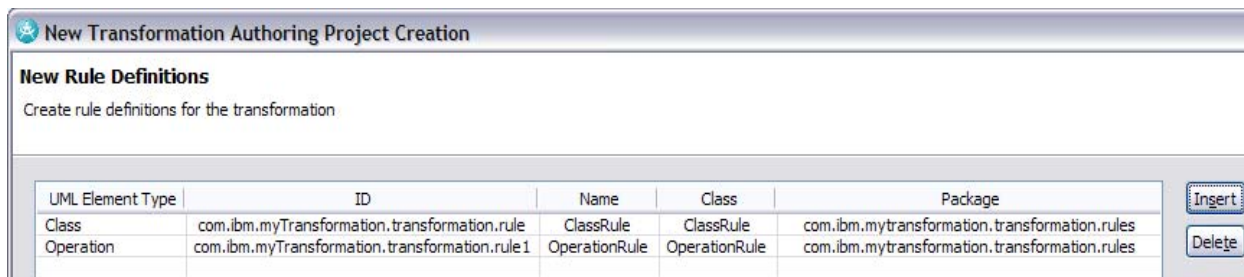 New Transformation Authoring Project Creation
New Rule Definitions
Create rule definitions for the transformation
UML Element Type ID Name Class Package
Insert
Class com.ibm.myTransformation.transformation.rule ClassRule ClassRule com.ibm.mytransformation.transformation.rules
Operation com.ibm.myTransformation.transformation.rule1 OperationRule OperationRule com.ibm.mytransformation.transformation.rules
Delete